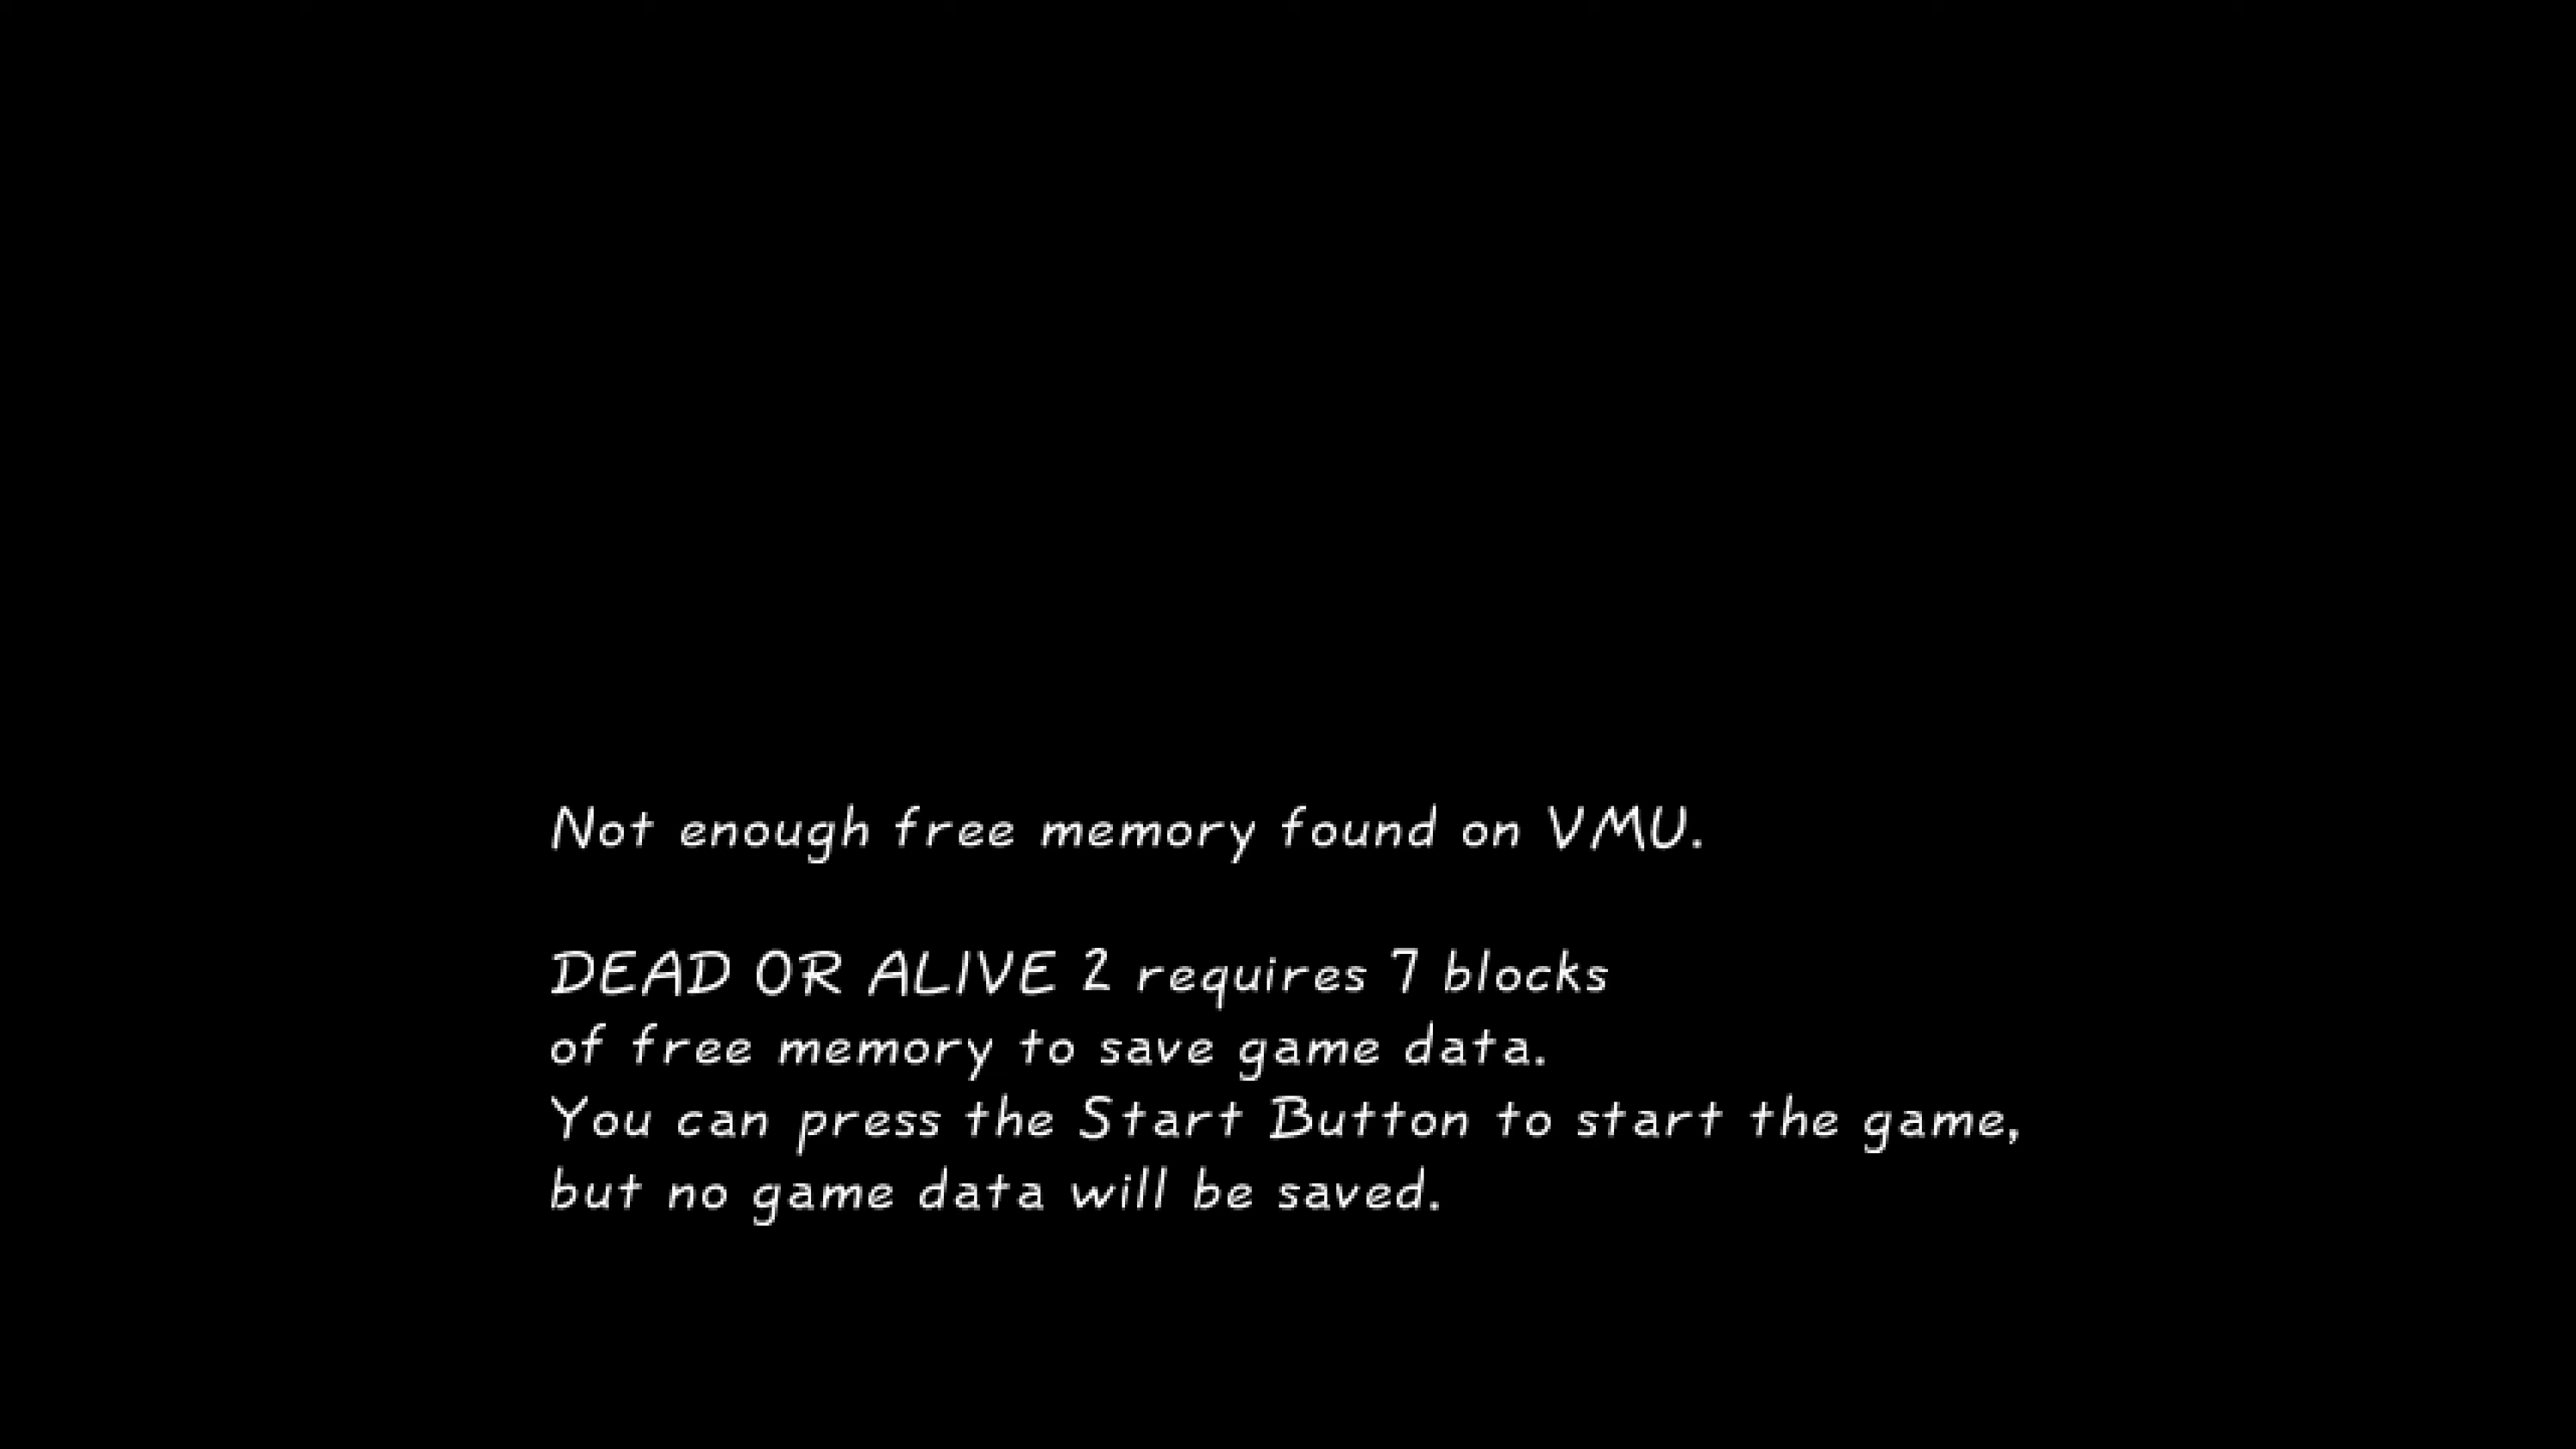 Not enough free memory found on VMU.
DEAD OR ALIVE 2 requires 7 blocks
of free memory to save game data.
You can press the Start Button to start the game,
but no game data will be saved.